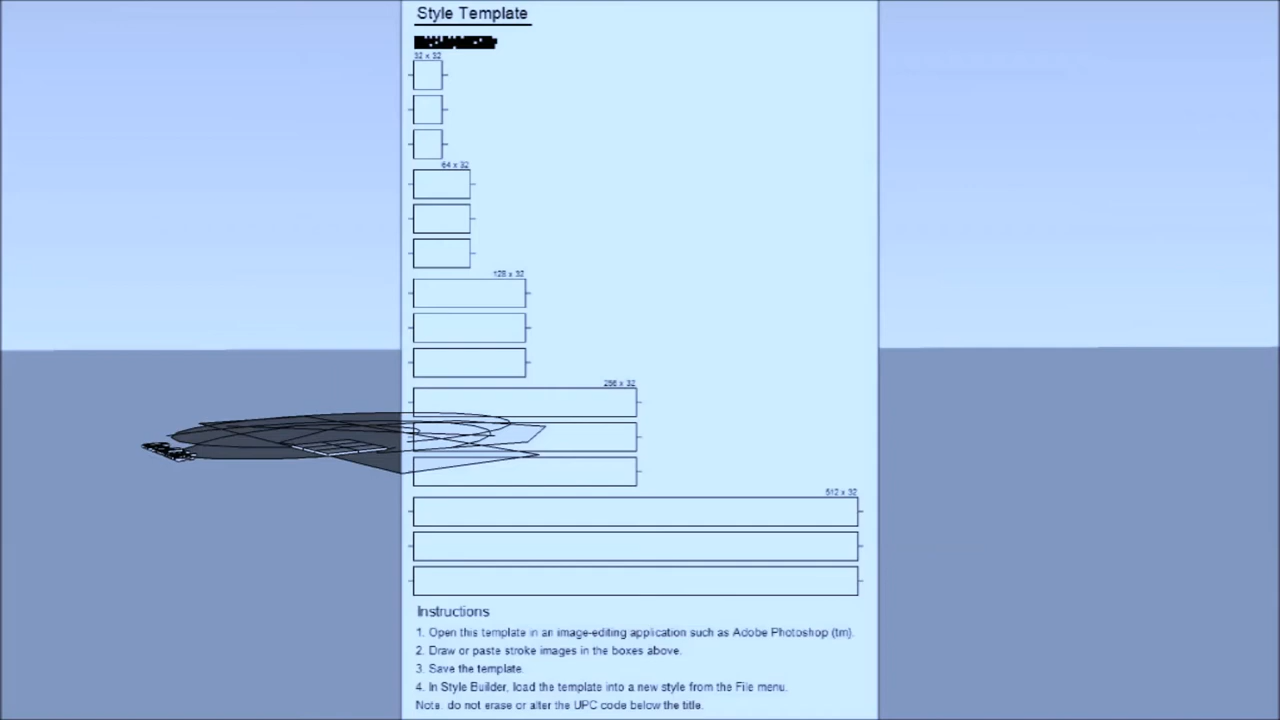 Style Template
32 x 32
64 x 32
128 x 32
256 x 32
512 x 32
Instructions
1. Open this template in an image-editing application such as Adobe Photoshop (tm).
2. Draw or paste stroke images in the boxes above.
3. Save the template.
4. In Style Builder, load the template into a new style from the File menu.
Note. do not erase or alter the UPC code below the title.